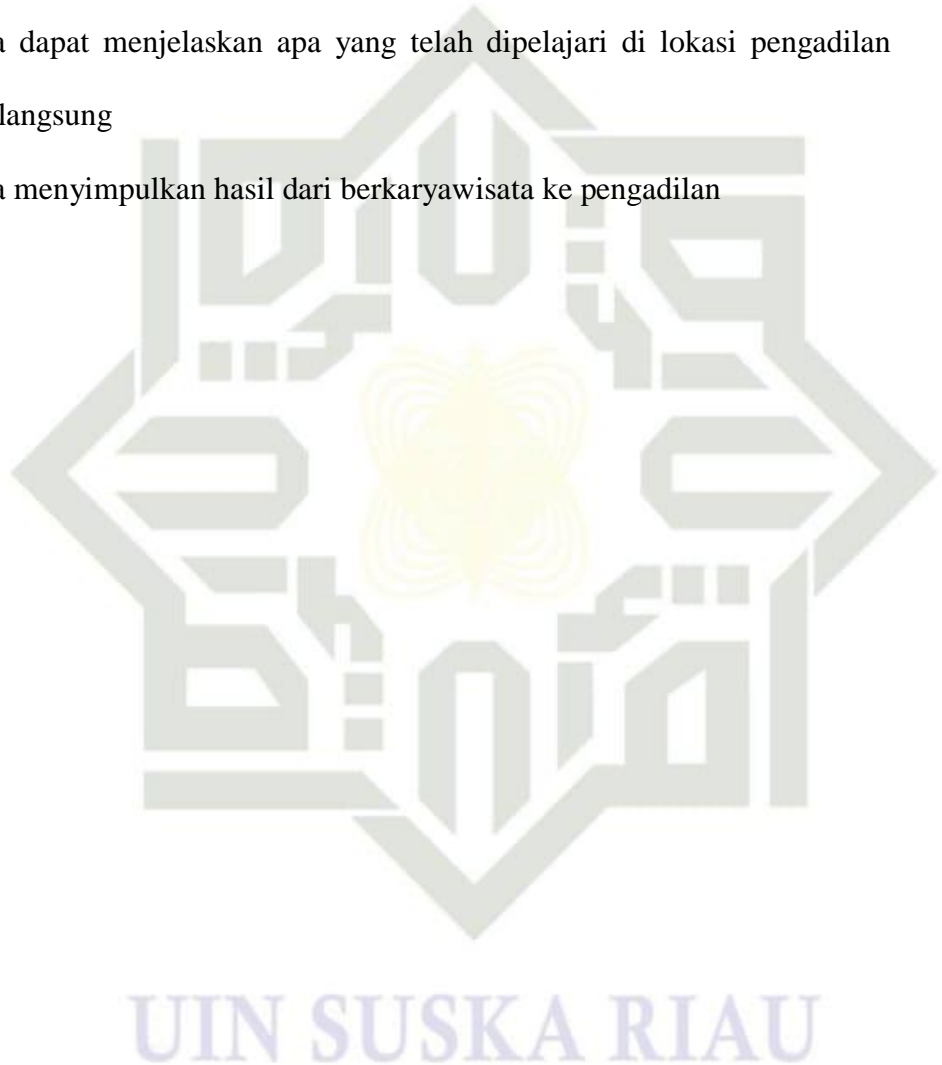 a dapat menjelaskan apa yang telah dipelajari di lokasi pengadilan
langsung
a menyimpulkan hasil dari berkaryawisata ke pengadilan
UIN SUSKA RIAU